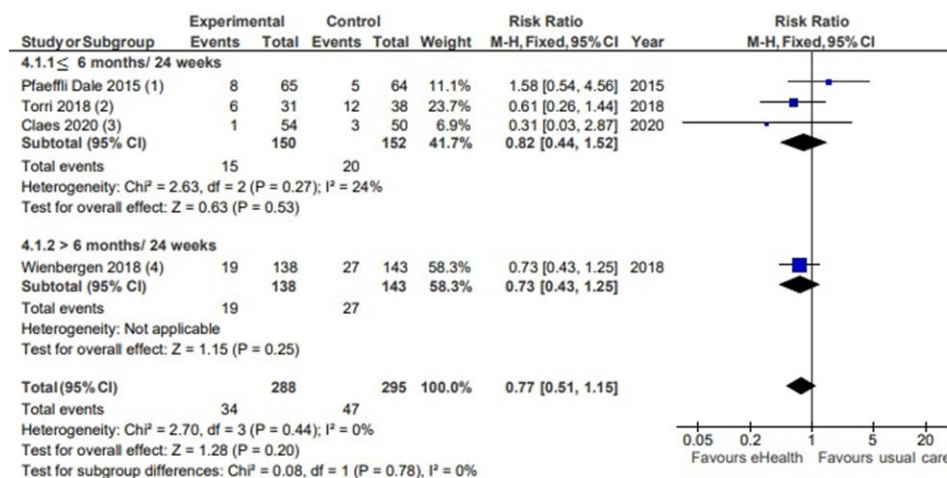 Experimental Control Risk Ratio Risk Ratio
Study or Subgroup Events Total Events Total Weight M-H, Fixed, 95% CI Year M-H, Fixed, 95% CI
4.1.1 ≤ 6 months/ 24 weeks
Pfaeffli Dale 2015 (1) 8 65 5 64 11.1% 1.58 [0.54, 4.56] 2015
Torri 2018 (2) 6 31 12 38 23.7% 0.61 [0.26, 1.44] 2018
Claes 2020 (3) 1 54 3 50 6.9% 0.31 [0.03, 2.87] 2020
Subtotal (95% CI) 150 152 41.7% 0.82 [0.44, 1.52]
Total events 15 20
Heterogeneity: Chi² = 2.63, df = 2 (P = 0.27); I² = 24%
Test for overall effect: Z = 0.63 (P = 0.53)
4.1.2 > 6 months/ 24 weeks
Wienbergen 2018 (4) 19 138 27 143 58.3% 0.73 [0.43, 1.25] 2018
Subtotal (95% CI) 138 143 58.3% 0.73 [0.43, 1.25]
Total events 19 27
Heterogeneity: Not applicable
Test for overall effect: Z = 1.15 (P = 0.25)
Total (95% CI) 288 295 100.0% 0.77 [0.51, 1.15]
Total events 34 47
Heterogeneity: Chi² = 2.70, df = 3 (P = 0.44); I² = 0%
Test for overall effect: Z = 1.28 (P = 0.20)
Test for subgroup differences: Chi² = 0.08, df = 1 (P = 0.78), I² = 0%
0.05 0.2 1 5 20
Favours eHealth Favours usual care